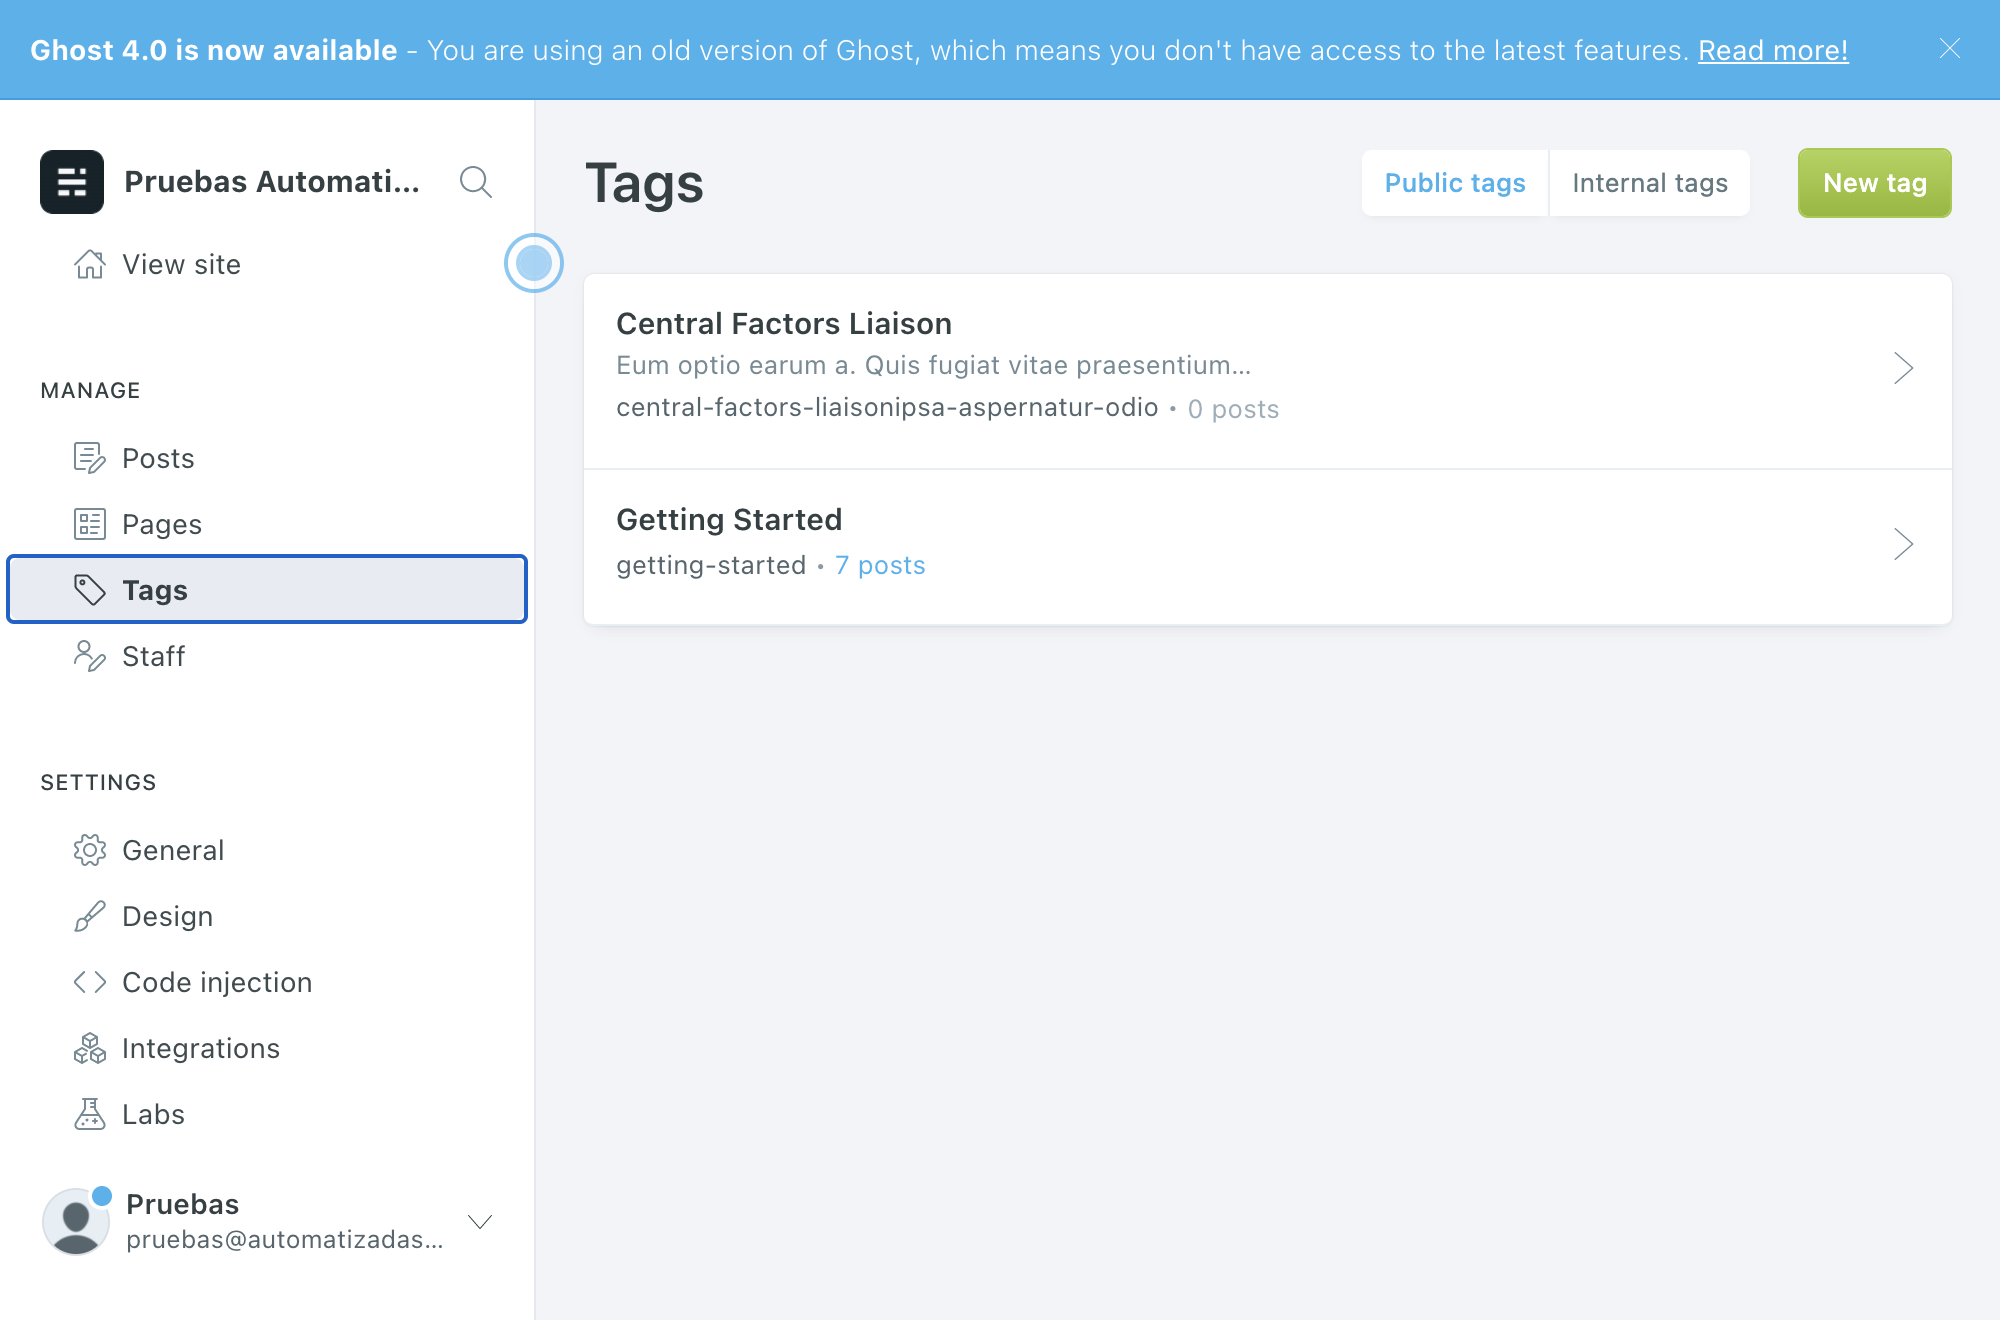 Ghost 4.0 is now available - You are using an old version of Ghost, which means you don't have access to the latest features. Read more!
Pruebas Automati...
View site
MANAGE
Posts
Pages
Tags
Staff
SETTINGS
General
Design
Code injection
Integrations
Labs
Pruebas
pruebas@automatizadas...
Tags
Public tags
Internal tags
New tag
Central Factors Liaison
Eum optio earum a. Quis fugiat vitae praesentium...
central-factors-liaisonipsa-aspernatur-odio • 0 posts
Getting Started
getting-started • 7 posts